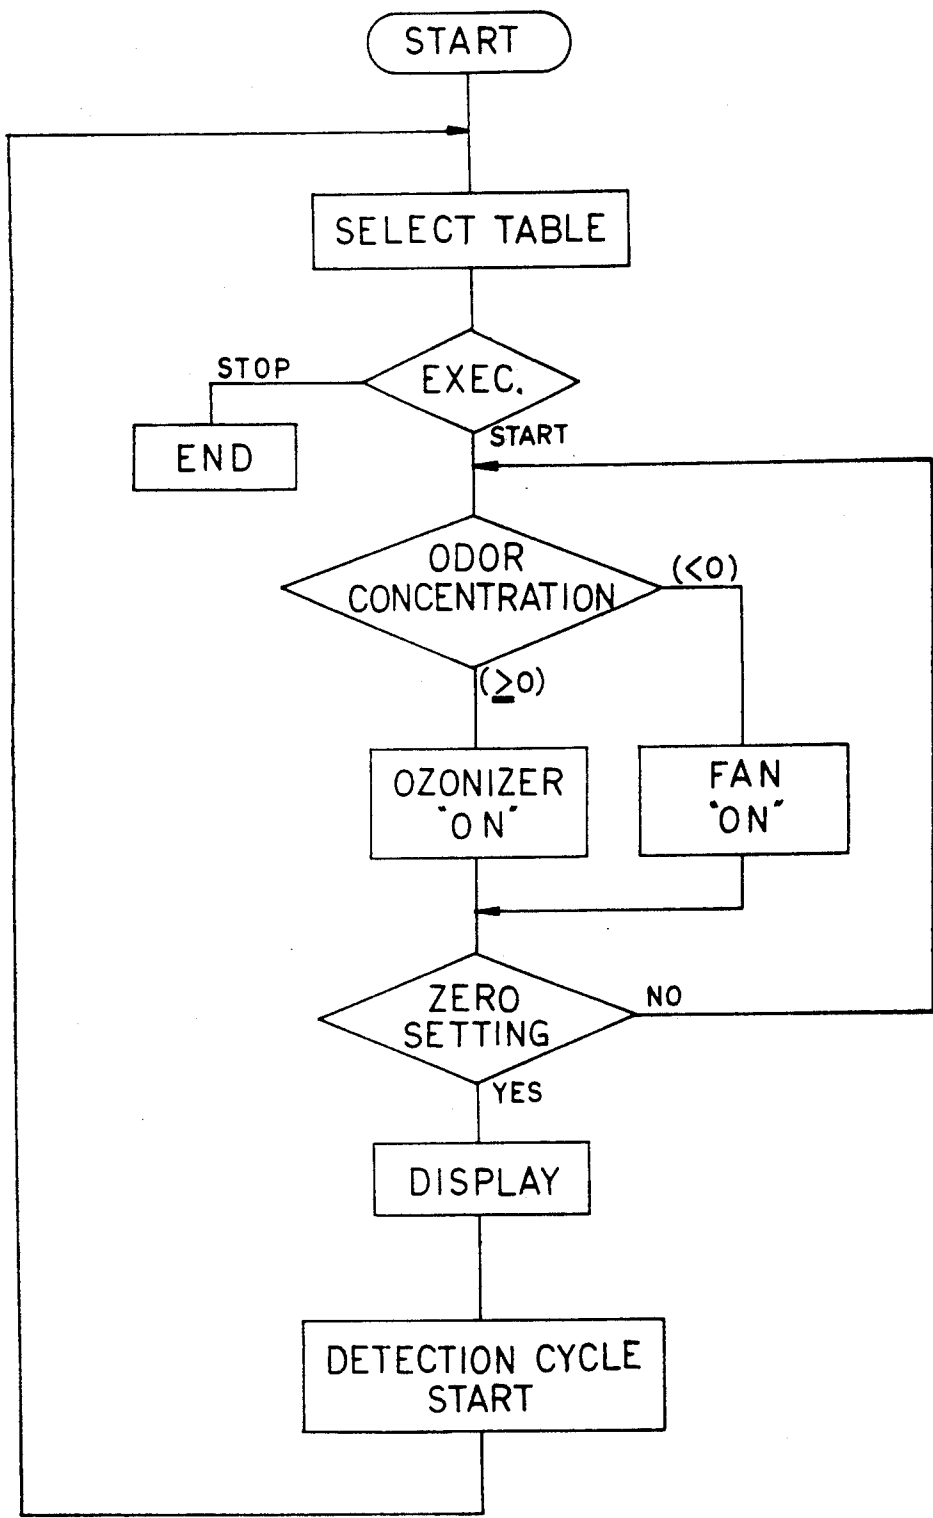 START
SELECT TABLE
STOP
EXEC.
END
START
ODOR
CONCENTRATION
(<0)
(≥0)
OZONIZER
"ON"
FAN
"ON"
ZERO
SETTING
NO
YES
DISPLAY
DETECTION CYCLE
START